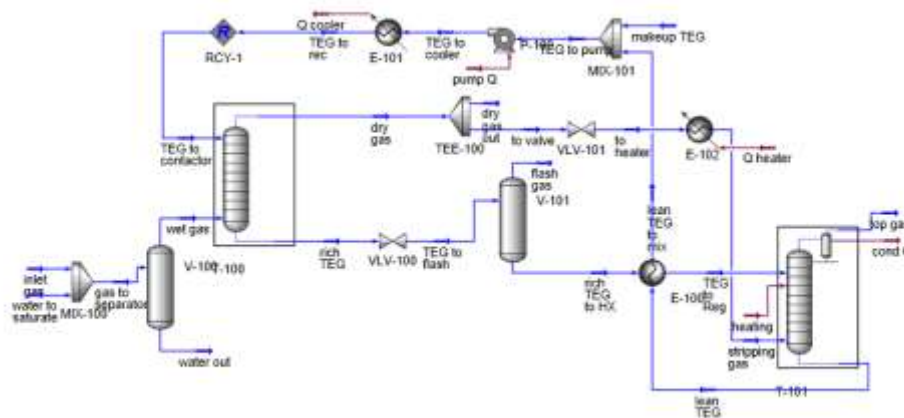 Q cooler
R
RCY-1
TEG to
rec
E-101
TEG to
cooler
P-100
TEG to pump
MIX-101
makeup TEG
pump Q
TEG to
contactor
dry
gas
TEE-100
dry
gas
out
to valve
VLV-101
to
heater
E-102
Q heater
flash
gas
V-101
wet gas
T-100
V-100
rich
TEG
VLV-100
TEG to
flash
rich
TEG
to HX
lean
TEG
to
mix
E-100
TEG
to
Reg
inlet
gas
water to
saturate
MIX-100
gas to
separator
water out
heating
stripping
gas
top gas
cond
T-101
lean
TEG